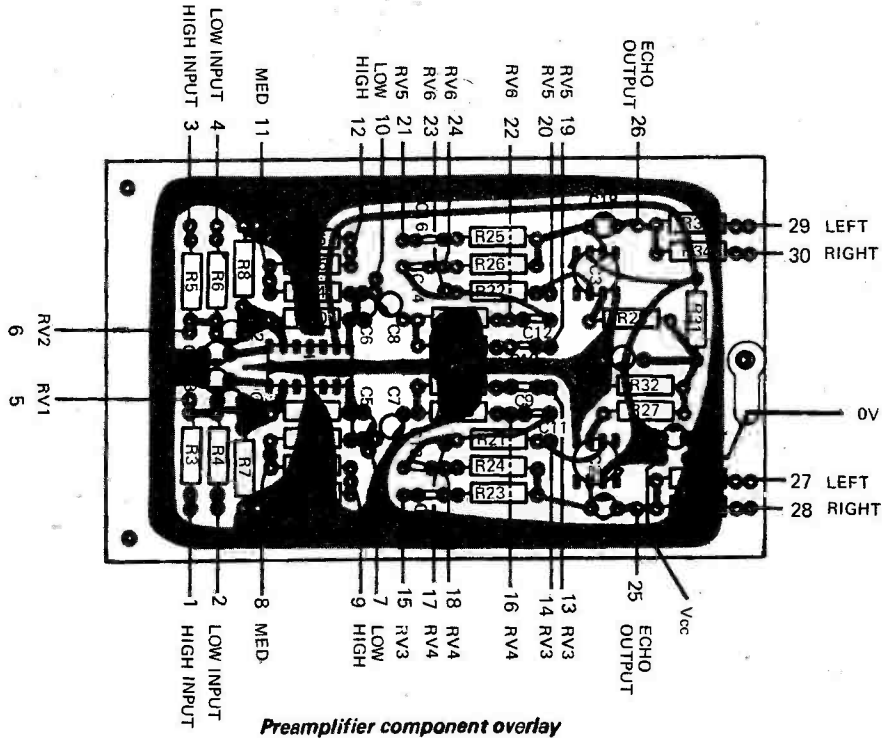 HIGH INPUT 3
LOW INPUT 4
MED 11
HIGH 12
LOW 10
RV5 21
RV6 23
RV6 24
RV6 22
RV5 20
RV5 19
ECHO
OUTPUT 26
29 LEFT
30 RIGHT
6 RV2
5 RV1
0V
27 LEFT
28 RIGHT
R5
R6
R8
R25
R26
R22
C6
C8
C12
R31
R32
R27
R3
R4
R7
C5
C7
C9
C11
R21
R24
R23
1 HIGH INPUT
2 LOW INPUT
8 MED
9 HIGH
7 LOW
15 RV3
17 RV4
18 RV4
16 RV4
14 RV3
13 RV3
25 ECHO
OUTPUT
Vcc
Preamplifier component overlay